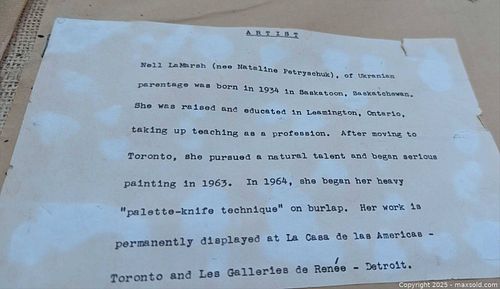 ARTIST
Nell LaMarsh (nee Nataline Petryschuk), of Ukranian
parentage was born in 1934 in Saskatoon, Saskatchewan.
She was raised and educated in Leamington, Ontario,
taking up teaching as a profession. After moving to
Toronto, she pursued a natural talent and began serious
painting in 1963. In 1964, she began her heavy
"palette-knife technique" on burlap. Her work is
permanently displayed at La Casa de las Americas -
Toronto and Les Galleries de Renée - Detroit.
Copyright 2025 - maxsold.com